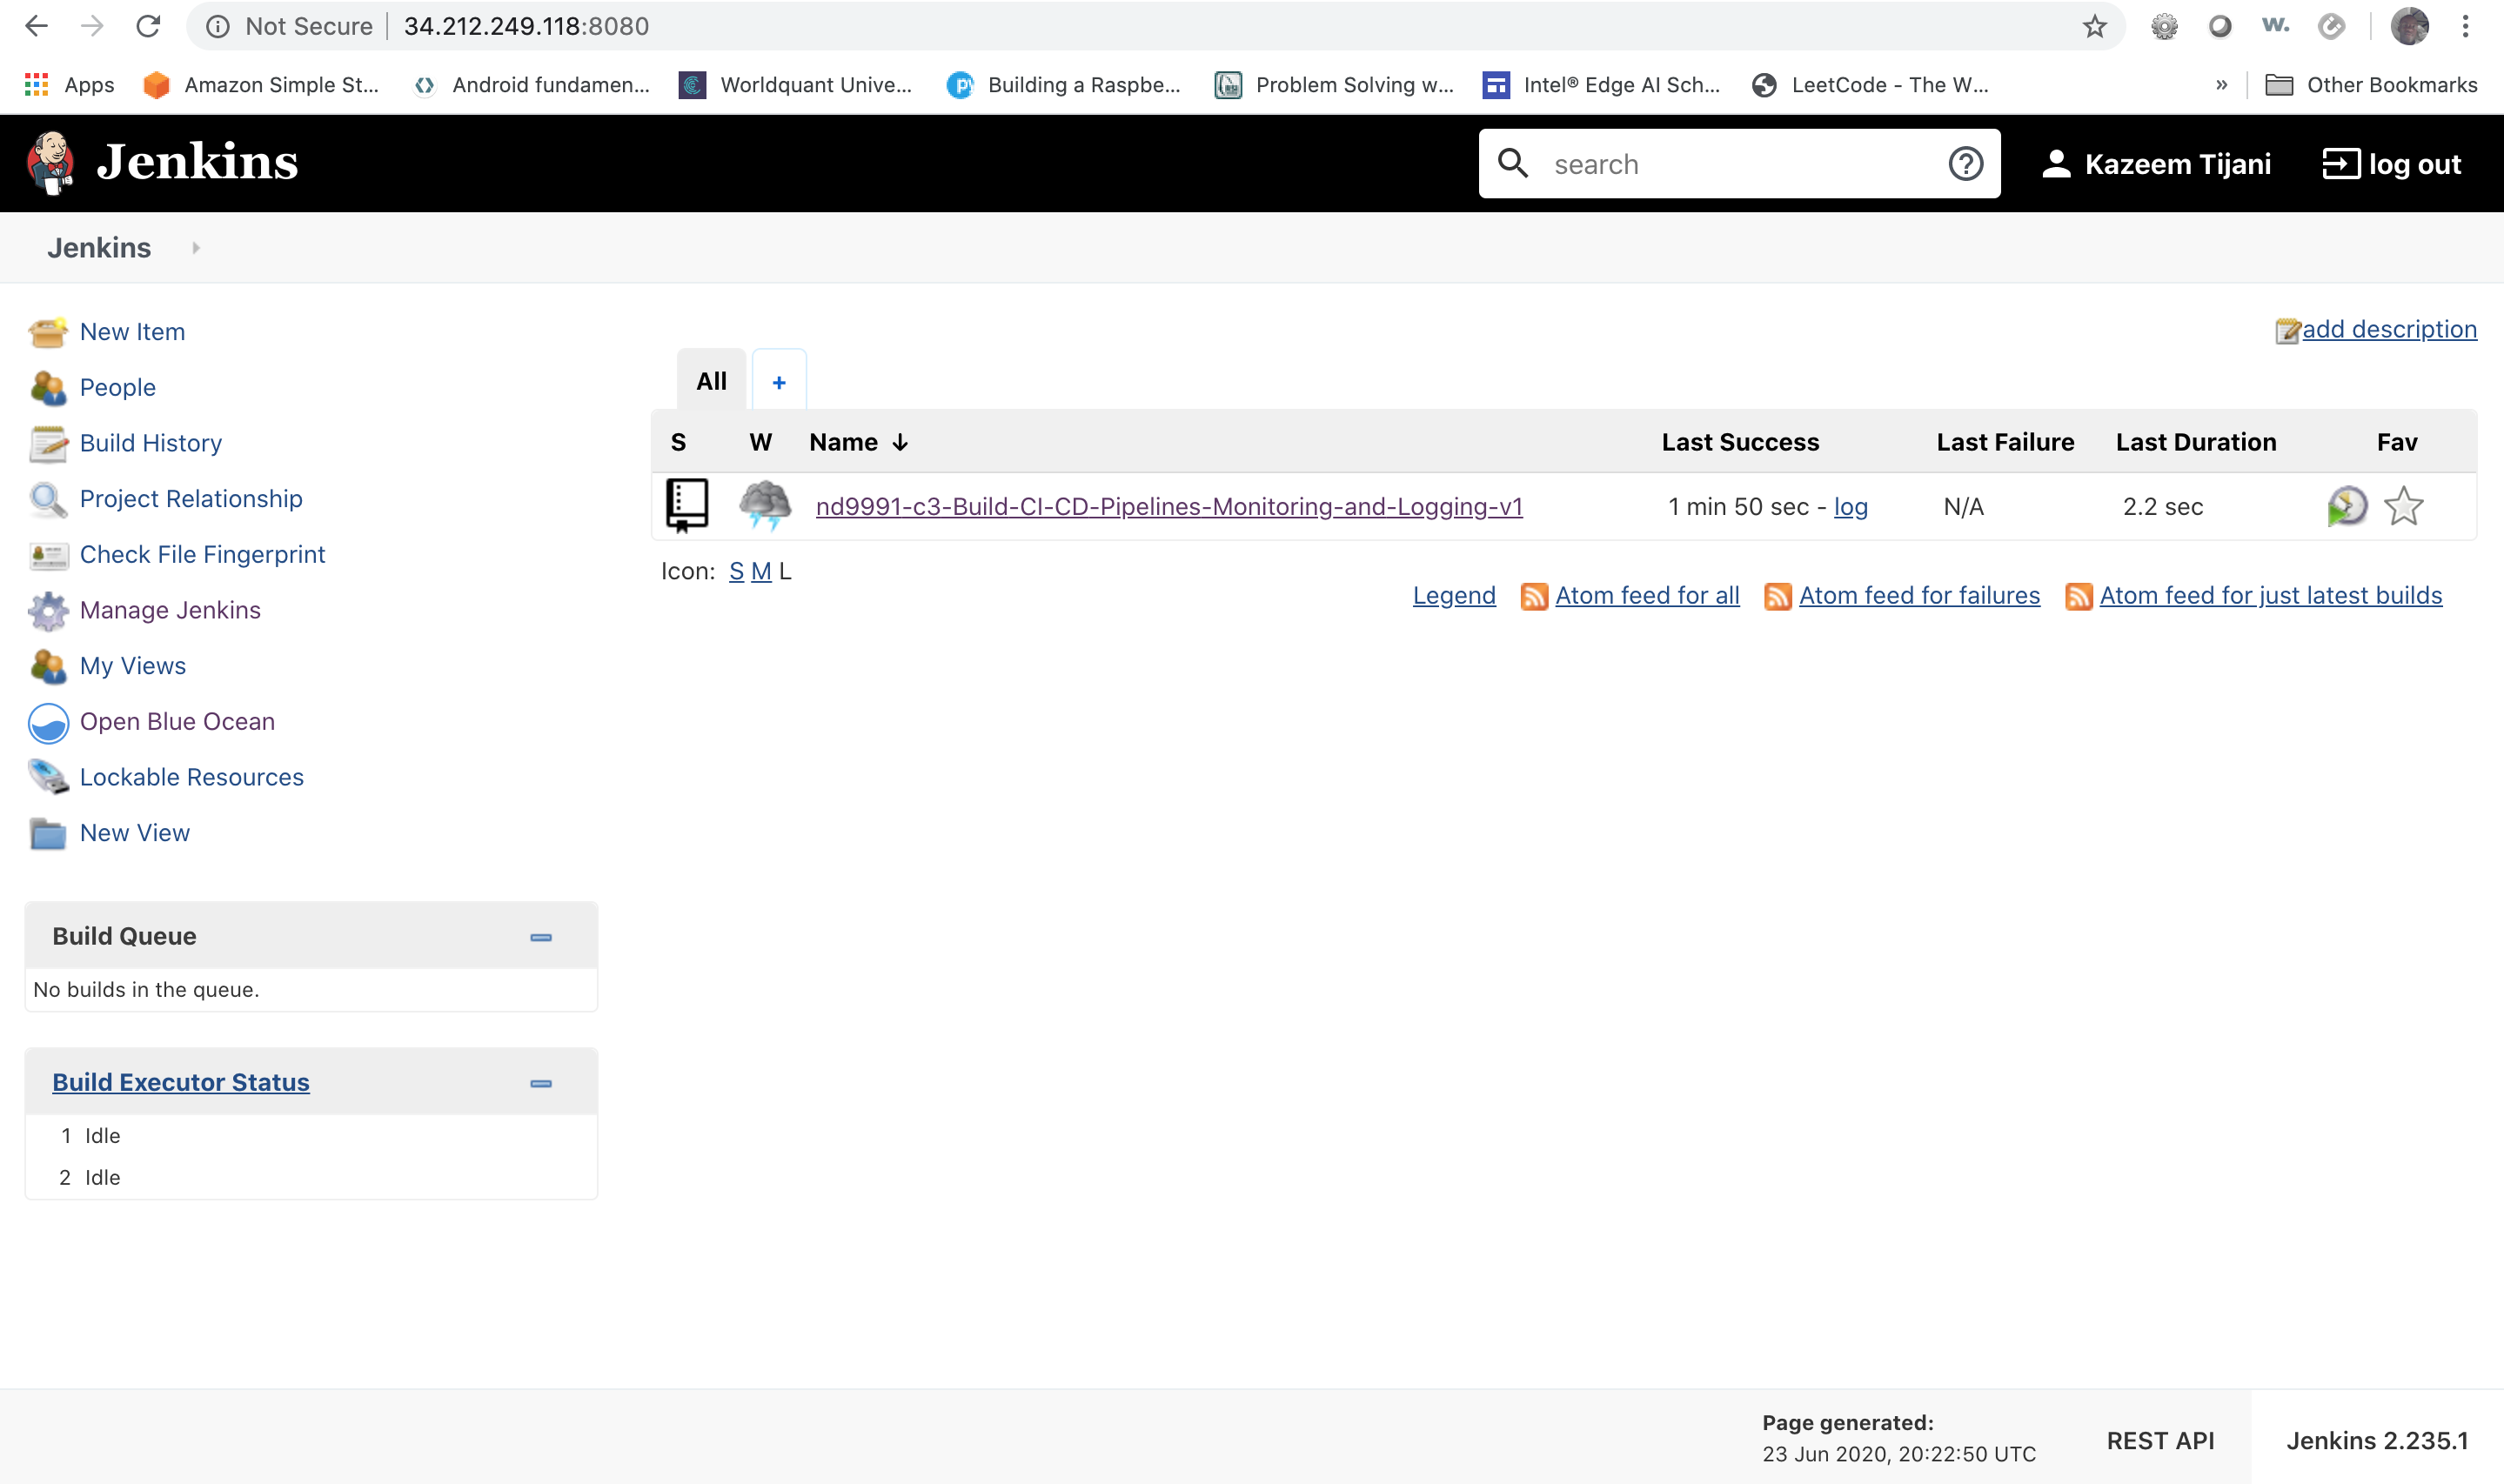 Not Secure 34.212.249.118:8080
Apps Amazon Simple St... Android fundamen... Worldquant Unive... Building a Raspbe... Problem Solving w... Intel® Edge AI Sch... LeetCode - The W... » Other Bookmarks
Jenkins search Kazeem Tijani log out
Jenkins
New Item
People
Build History
Project Relationship
Check File Fingerprint
Manage Jenkins
My Views
Open Blue Ocean
Lockable Resources
New View
add description
All +
S W Name ↓ Last Success Last Failure Last Duration Fav
nd9991-c3-Build-CI-CD-Pipelines-Monitoring-and-Logging-v1 1 min 50 sec - log N/A 2.2 sec
Icon: S M L
Legend Atom feed for all Atom feed for failures Atom feed for just latest builds
Build Queue
No builds in the queue.
Build Executor Status
1 Idle
2 Idle
Page generated:
23 Jun 2020, 20:22:50 UTC
REST API
Jenkins 2.235.1